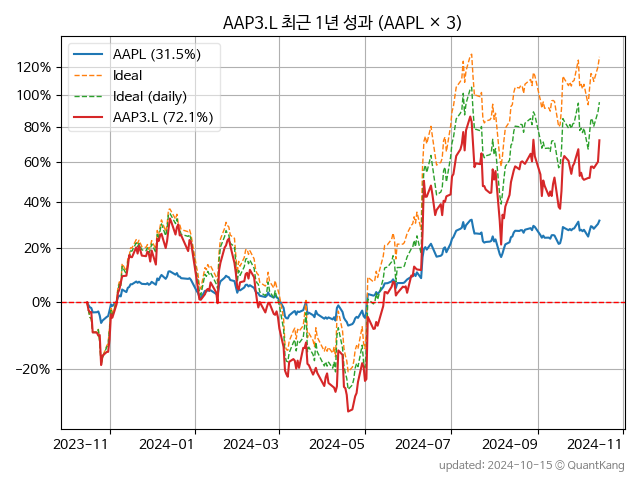 AAP3.L 최근 1년 성과 (AAPL × 3)
AAPL (31.5%)
Ideal
Ideal (daily)
AAP3.L (72.1%)
120%
100%
80%
60%
40%
20%
0%
−20%
2023-11 2024-01 2024-03 2024-05 2024-07 2024-09 2024-11
updated: 2024-10-15 © QuantKang